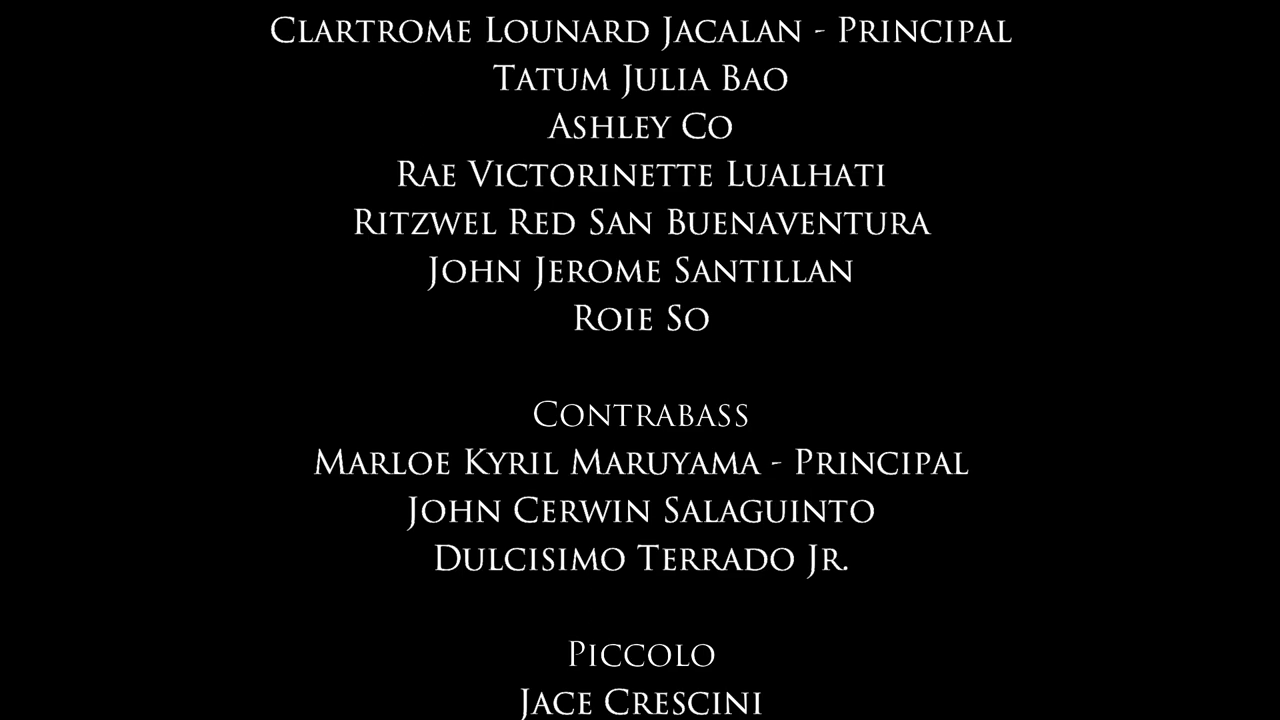 Clartrome Lounard Jacalan - Principal
Tatum Julia Bao
Ashley Co
Rae Victorinette Lualhati
Ritzwel Red San Buenaventura
John Jerome Santillan
Roie So
Contrabass
Marloe Kyril Maruyama - Principal
John Cerwin Salaguinto
Dulcisimo Terrado Jr.
Piccolo
Jace Crescini